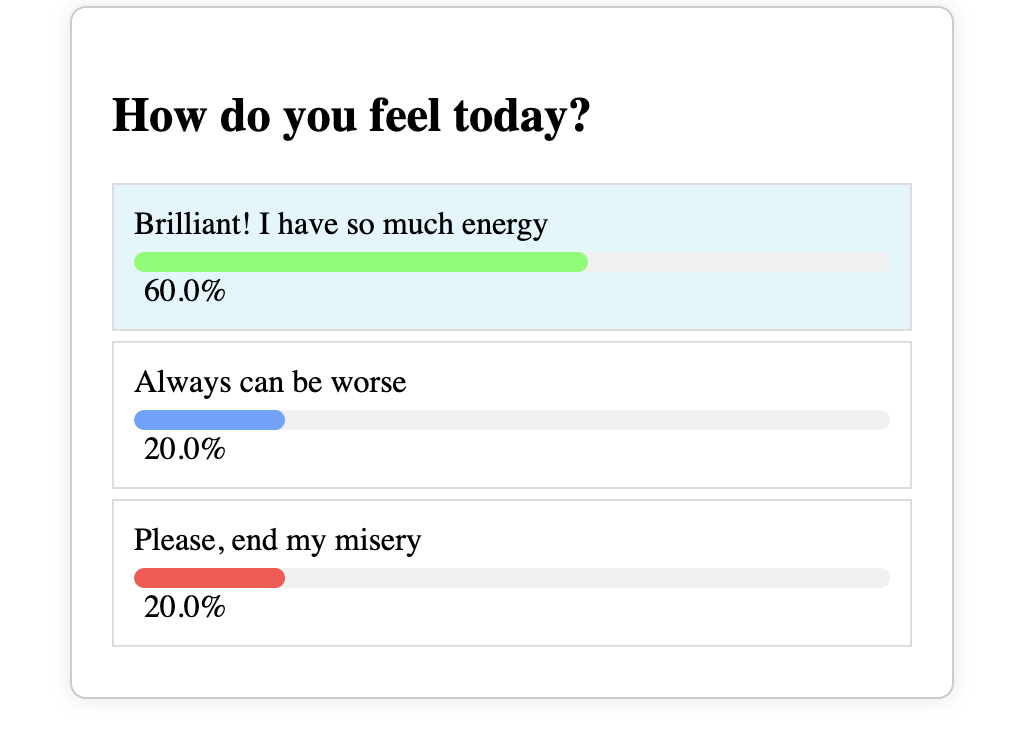 How do you feel today?
Brilliant! I have so much energy
60.0%
Always can be worse
20.0%
Please, end my misery
20.0%